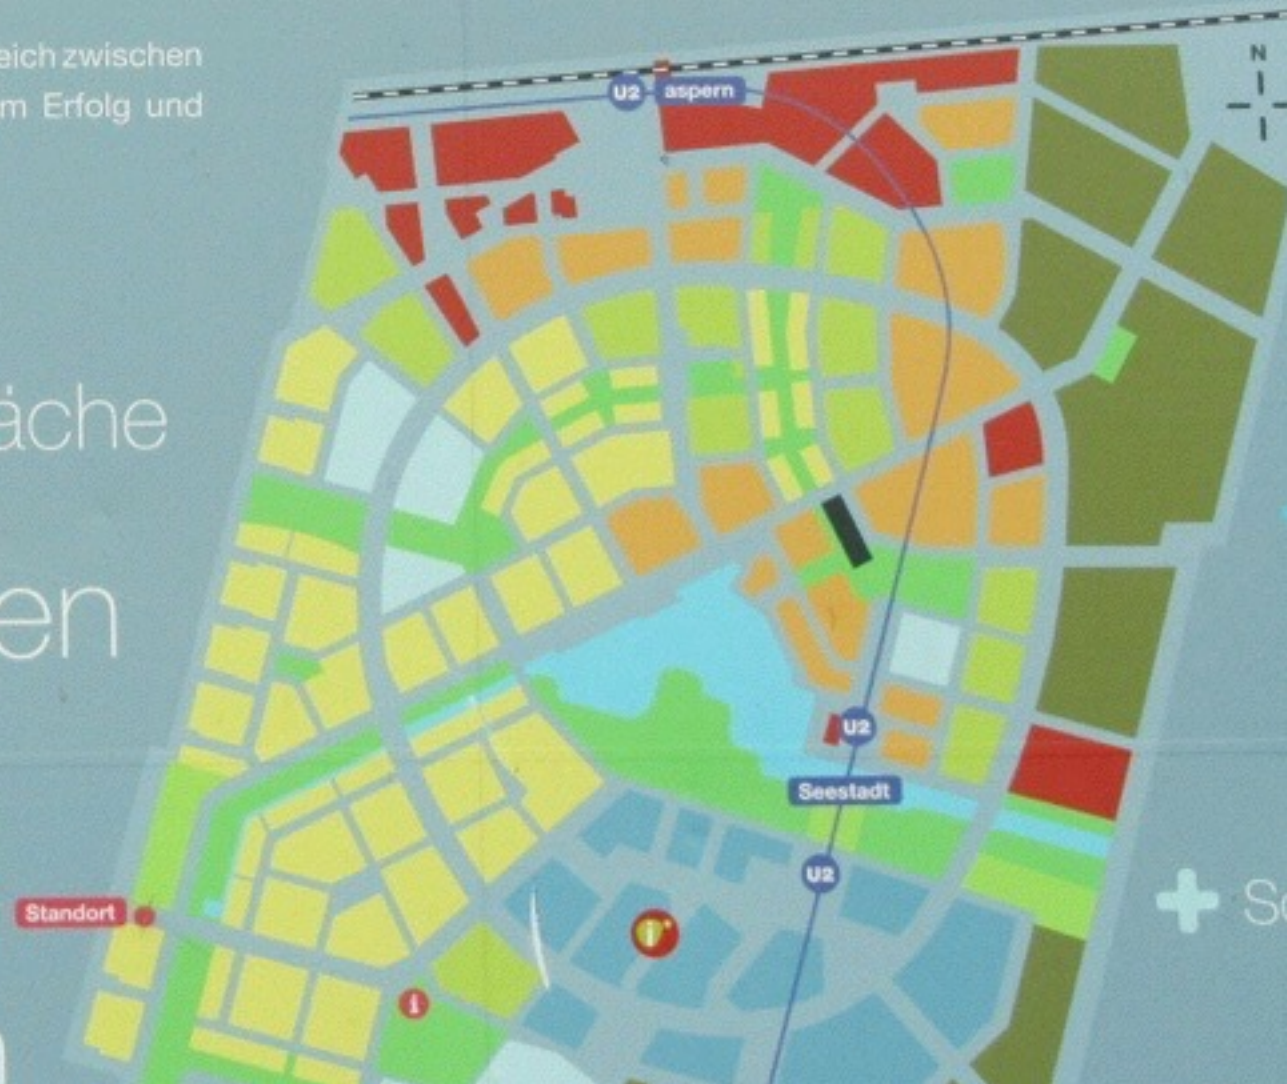 eich zwischen
m Erfolg und
N
U2 aspern
äche
en
U2
Seestadt
U2
Standort
i
i